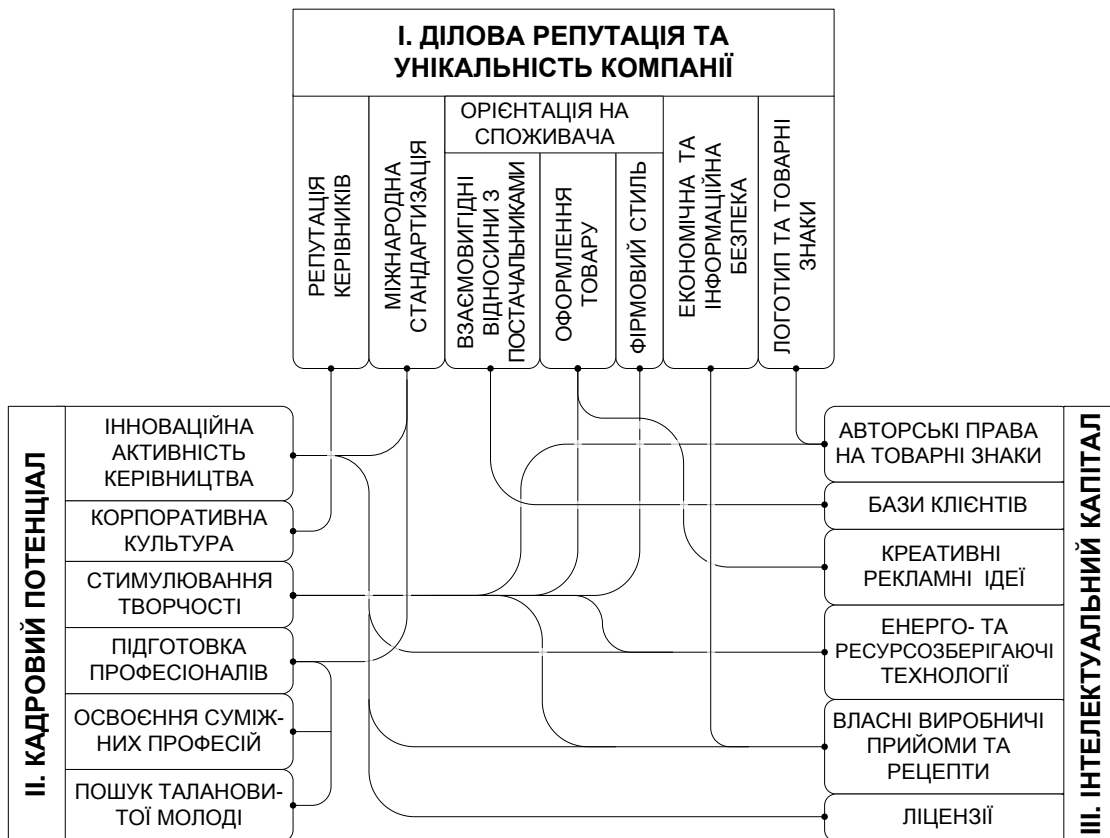 І. ДІЛОВА РЕПУТАЦІЯ ТА
УНІКАЛЬНІСТЬ КОМПАНІЇ
РЕПУТАЦІЯ
КЕРІВНИКІВ
МІЖНАРОДНА
СТАНДАРТИЗАЦІЯ
ОРІЄНТАЦІЯ НА
СПОЖИВАЧА
ВЗАЄМОВИГІДНІ
ВІДНОСИНИ З
ПОСТАЧАЛЬНИКАМИ
ОФОРМЛЕННЯ
ТОВАРУ
ФІРМОВИЙ СТИЛЬ
ЕКОНОМІЧНА ТА
ІНФОРМАЦІЙНА
БЕЗПЕКА
ЛОГОТИП ТА ТОВАРНІ
ЗНАКИ
ІІ. КАДРОВИЙ ПОТЕНЦІАЛ
ІННОВАЦІЙНА
АКТИВНІСТЬ
КЕРІВНИЦТВА
КОРПОРАТИВНА
КУЛЬТУРА
СТИМУЛЮВАННЯ
ТВОРЧОСТІ
ПІДГОТОВКА
ПРОФЕСІОНАЛІВ
ОСВОЄННЯ СУМІЖ-
НИХ ПРОФЕСІЙ
ПОШУК ТАЛАНОВИ-
ТОЇ МОЛОДІ
АВТОРСЬКІ ПРАВА
НА ТОВАРНІ ЗНАКИ
БАЗИ КЛІЄНТІВ
КРЕАТИВНІ
РЕКЛАМНІ ІДЕЇ
ЕНЕРГО- ТА
РЕСУРСОЗБЕРІГАЮЧІ
ТЕХНОЛОГІЇ
ВЛАСНІ ВИРОБНИЧІ
ПРИЙОМИ ТА
РЕЦЕПТИ
ЛІЦЕНЗІЇ
ІІІ. ІНТЕЛЕКТУАЛЬНИЙ КАПІТАЛ